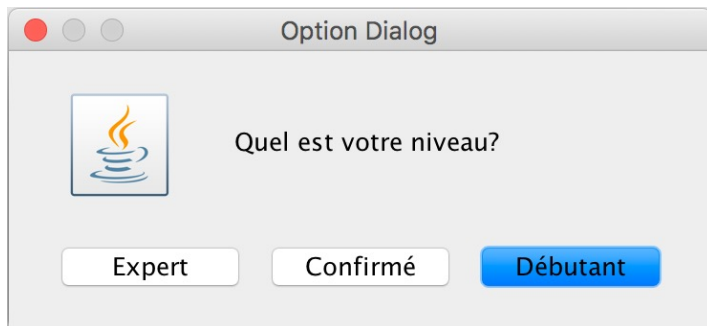 Option Dialog
Quel est votre niveau?
Expert Confirmé Débutant